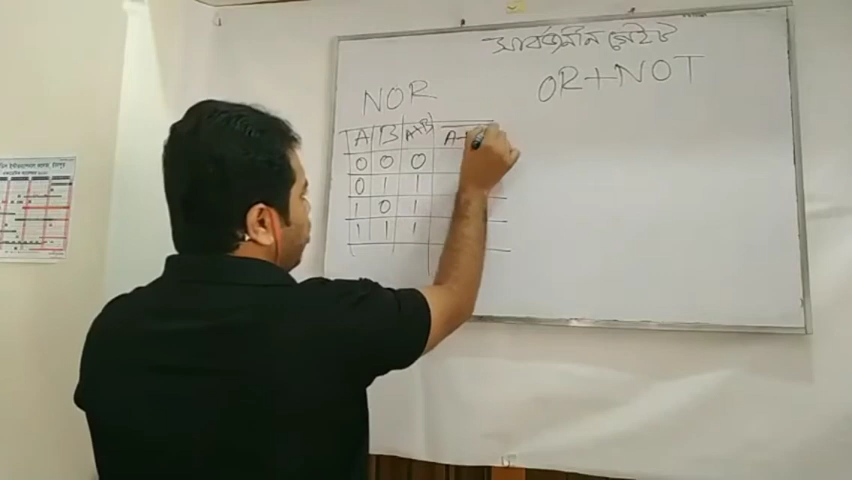 সার্বজনীন গেইট
OR+NOT
NOR
A B A+B A+
0 0 0
0 1 1
1 0 1
1 1 1